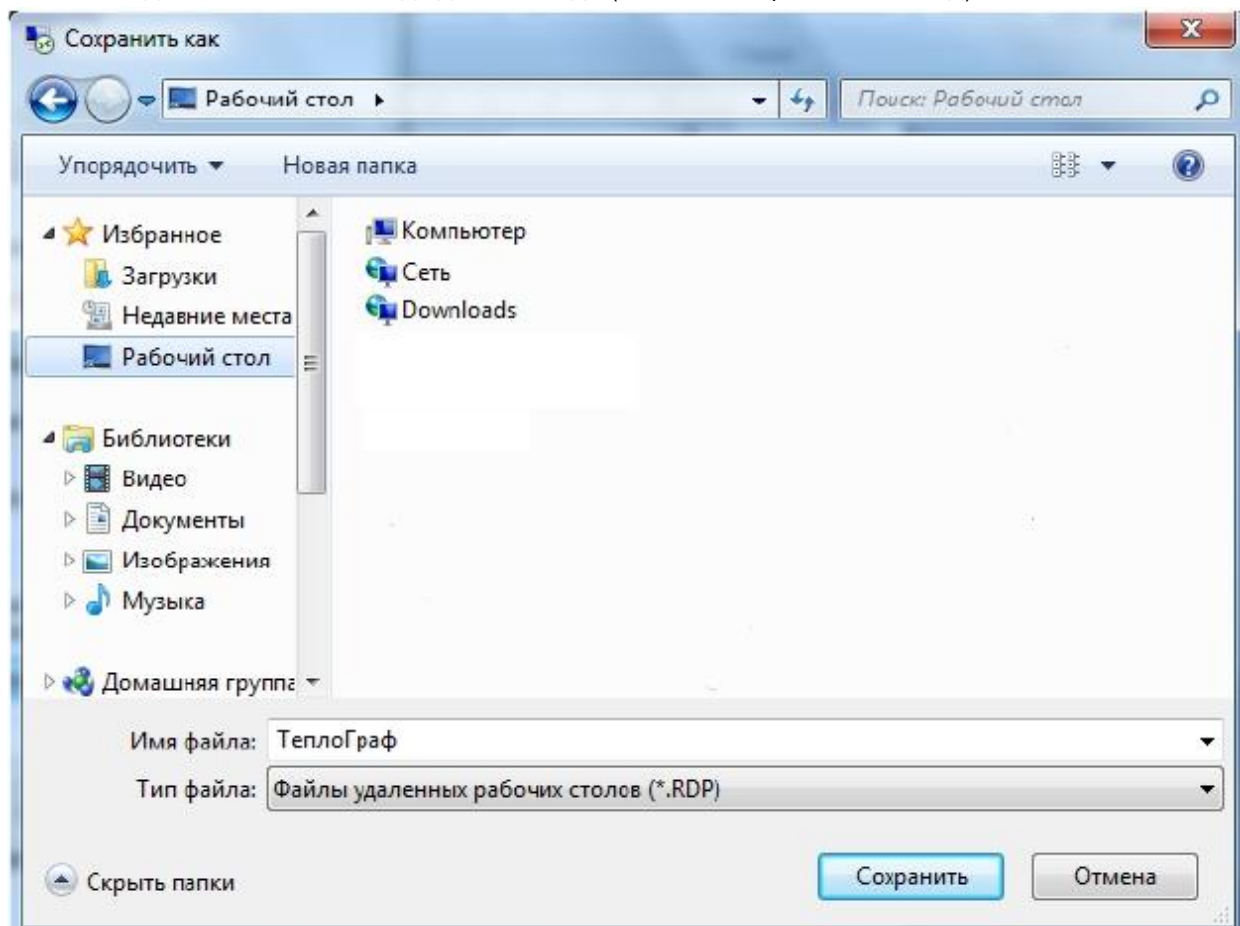 Сохранить как
Рабочий стол
Поиск: Рабочий стол
Упорядочить
Новая папка
Избранное
Загрузки
Недавние места
Рабочий стол
Библиотеки
Видео
Документы
Изображения
Музыка
Домашняя группа
Компьютер
Сеть
Downloads
Имя файла: ТеплоГраф
Тип файла: Файлы удаленных рабочих столов (*.RDP)
Скрыть папки
Сохранить
Отмена